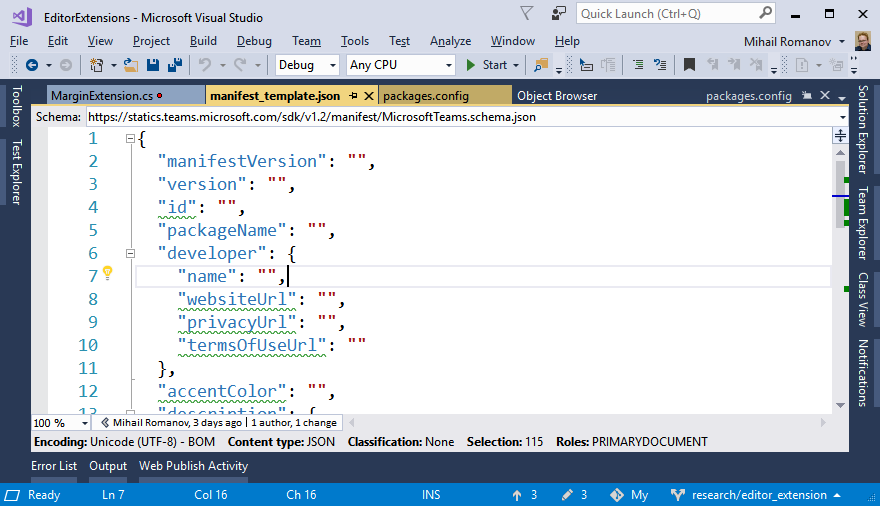 EditorExtensions - Microsoft Visual Studio
Quick Launch (Ctrl+Q)
File Edit View Project Build Debug Team Tools Test Analyze Window Help Mihail Romanov
Debug Any CPU Start
MarginExtension.cs manifest_template.json packages.config Object Browser packages.config
Schema: https://statics.teams.microsoft.com/sdk/v1.2/manifest/MicrosoftTeams.schema.json
Toolbox
Test Explorer
1 {
2 "manifestVersion": "",
3 "version": "",
4 "id": "",
5 "packageName": "",
6 "developer": {
7 "name": "",
8 "websiteUrl": "",
9 "privacyUrl": "",
10 "termsOfUseUrl": ""
11 },
12 "accentColor": "",
13 "description": {
Solution Explorer
Team Explorer
Class View
Notifications
100 % Mihail Romanov, 3 days ago | 1 author, 1 change
Encoding: Unicode (UTF-8) - BOM Content type: JSON Classification: None Selection: 115 Roles: PRIMARYDOCUMENT
Error List Output Web Publish Activity
Ready Ln 7 Col 16 Ch 16 INS 3 3 My research/editor_extension